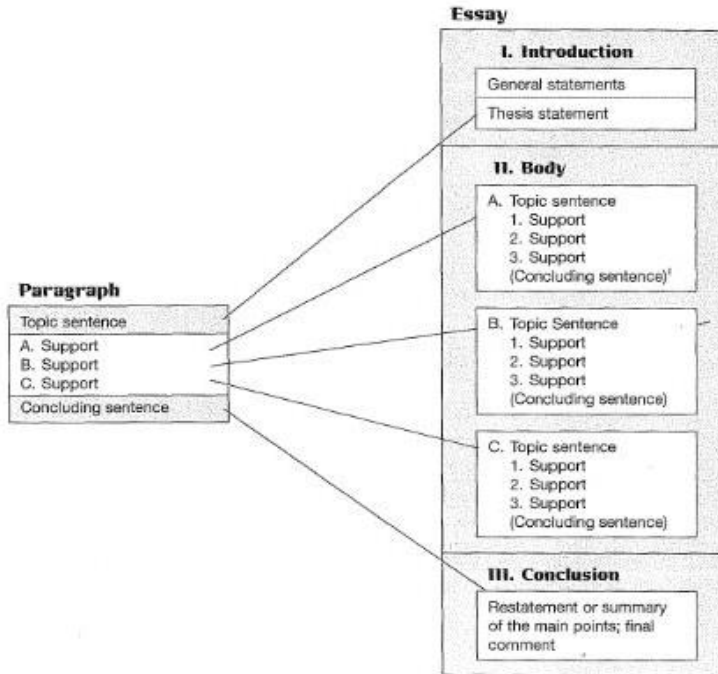 Essay
I. Introduction
General statements
Thesis statement
II. Body
A. Topic sentence
1. Support
2. Support
3. Support
(Concluding sentence)¹
Paragraph
Topic sentence
A. Support
B. Support
C. Support
Concluding sentence
B. Topic Sentence
1. Support
2. Support
3. Support
(Concluding sentence)
C. Topic sentence
1. Support
2. Support
3. Support
(Concluding sentence)
III. Conclusion
Restatement or summary
of the main points; final
comment